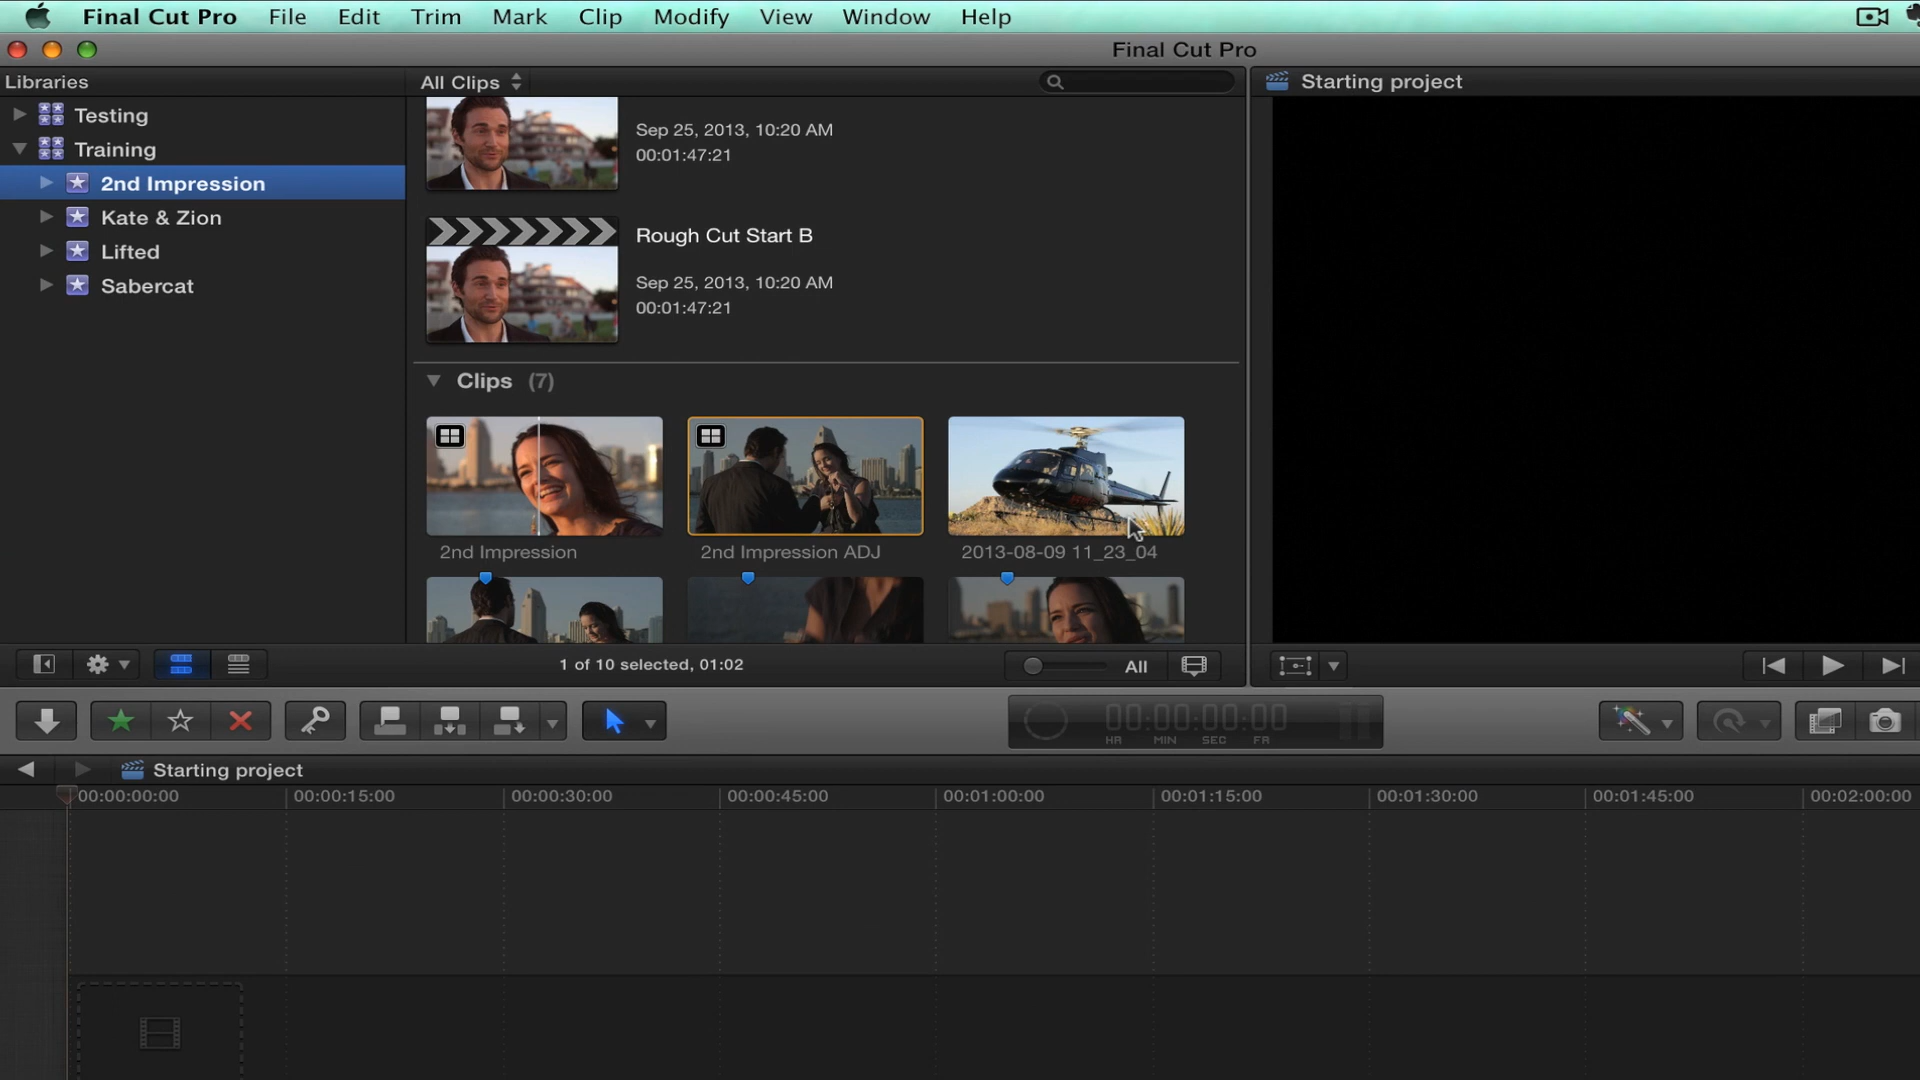 Final Cut Pro File Edit Trim Mark Clip Modify View Window Help
Final Cut Pro
Libraries
All Clips
Starting project
Testing
Training
2nd Impression
Kate & Zion
Lifted
Sabercat
Sep 25, 2013, 10:20 AM
00:01:47:21
Rough Cut Start B
Sep 25, 2013, 10:20 AM
00:01:47:21
Clips (7)
2nd Impression
2nd Impression ADJ
2013-08-09 11_23_04
1 of 10 selected, 01:02
All
00:00:00:00
HR MIN SEC FR
Starting project
00:00:00:00 00:00:15:00 00:00:30:00 00:00:45:00 00:01:00:00 00:01:15:00 00:01:30:00 00:01:45:00 00:02:00:00